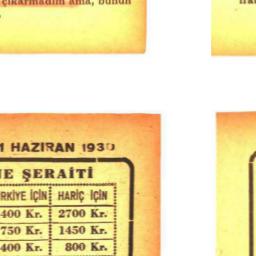 çıkarmadım ama, bunun
1 HAZIRAN 1930
NE ŞERAİTİ
RKİYE İÇİN HARİÇ İÇİN
400 Kr. 2700 Kr.
750 Kr. 1450 Kr.
400 Kr. 800 Kr.